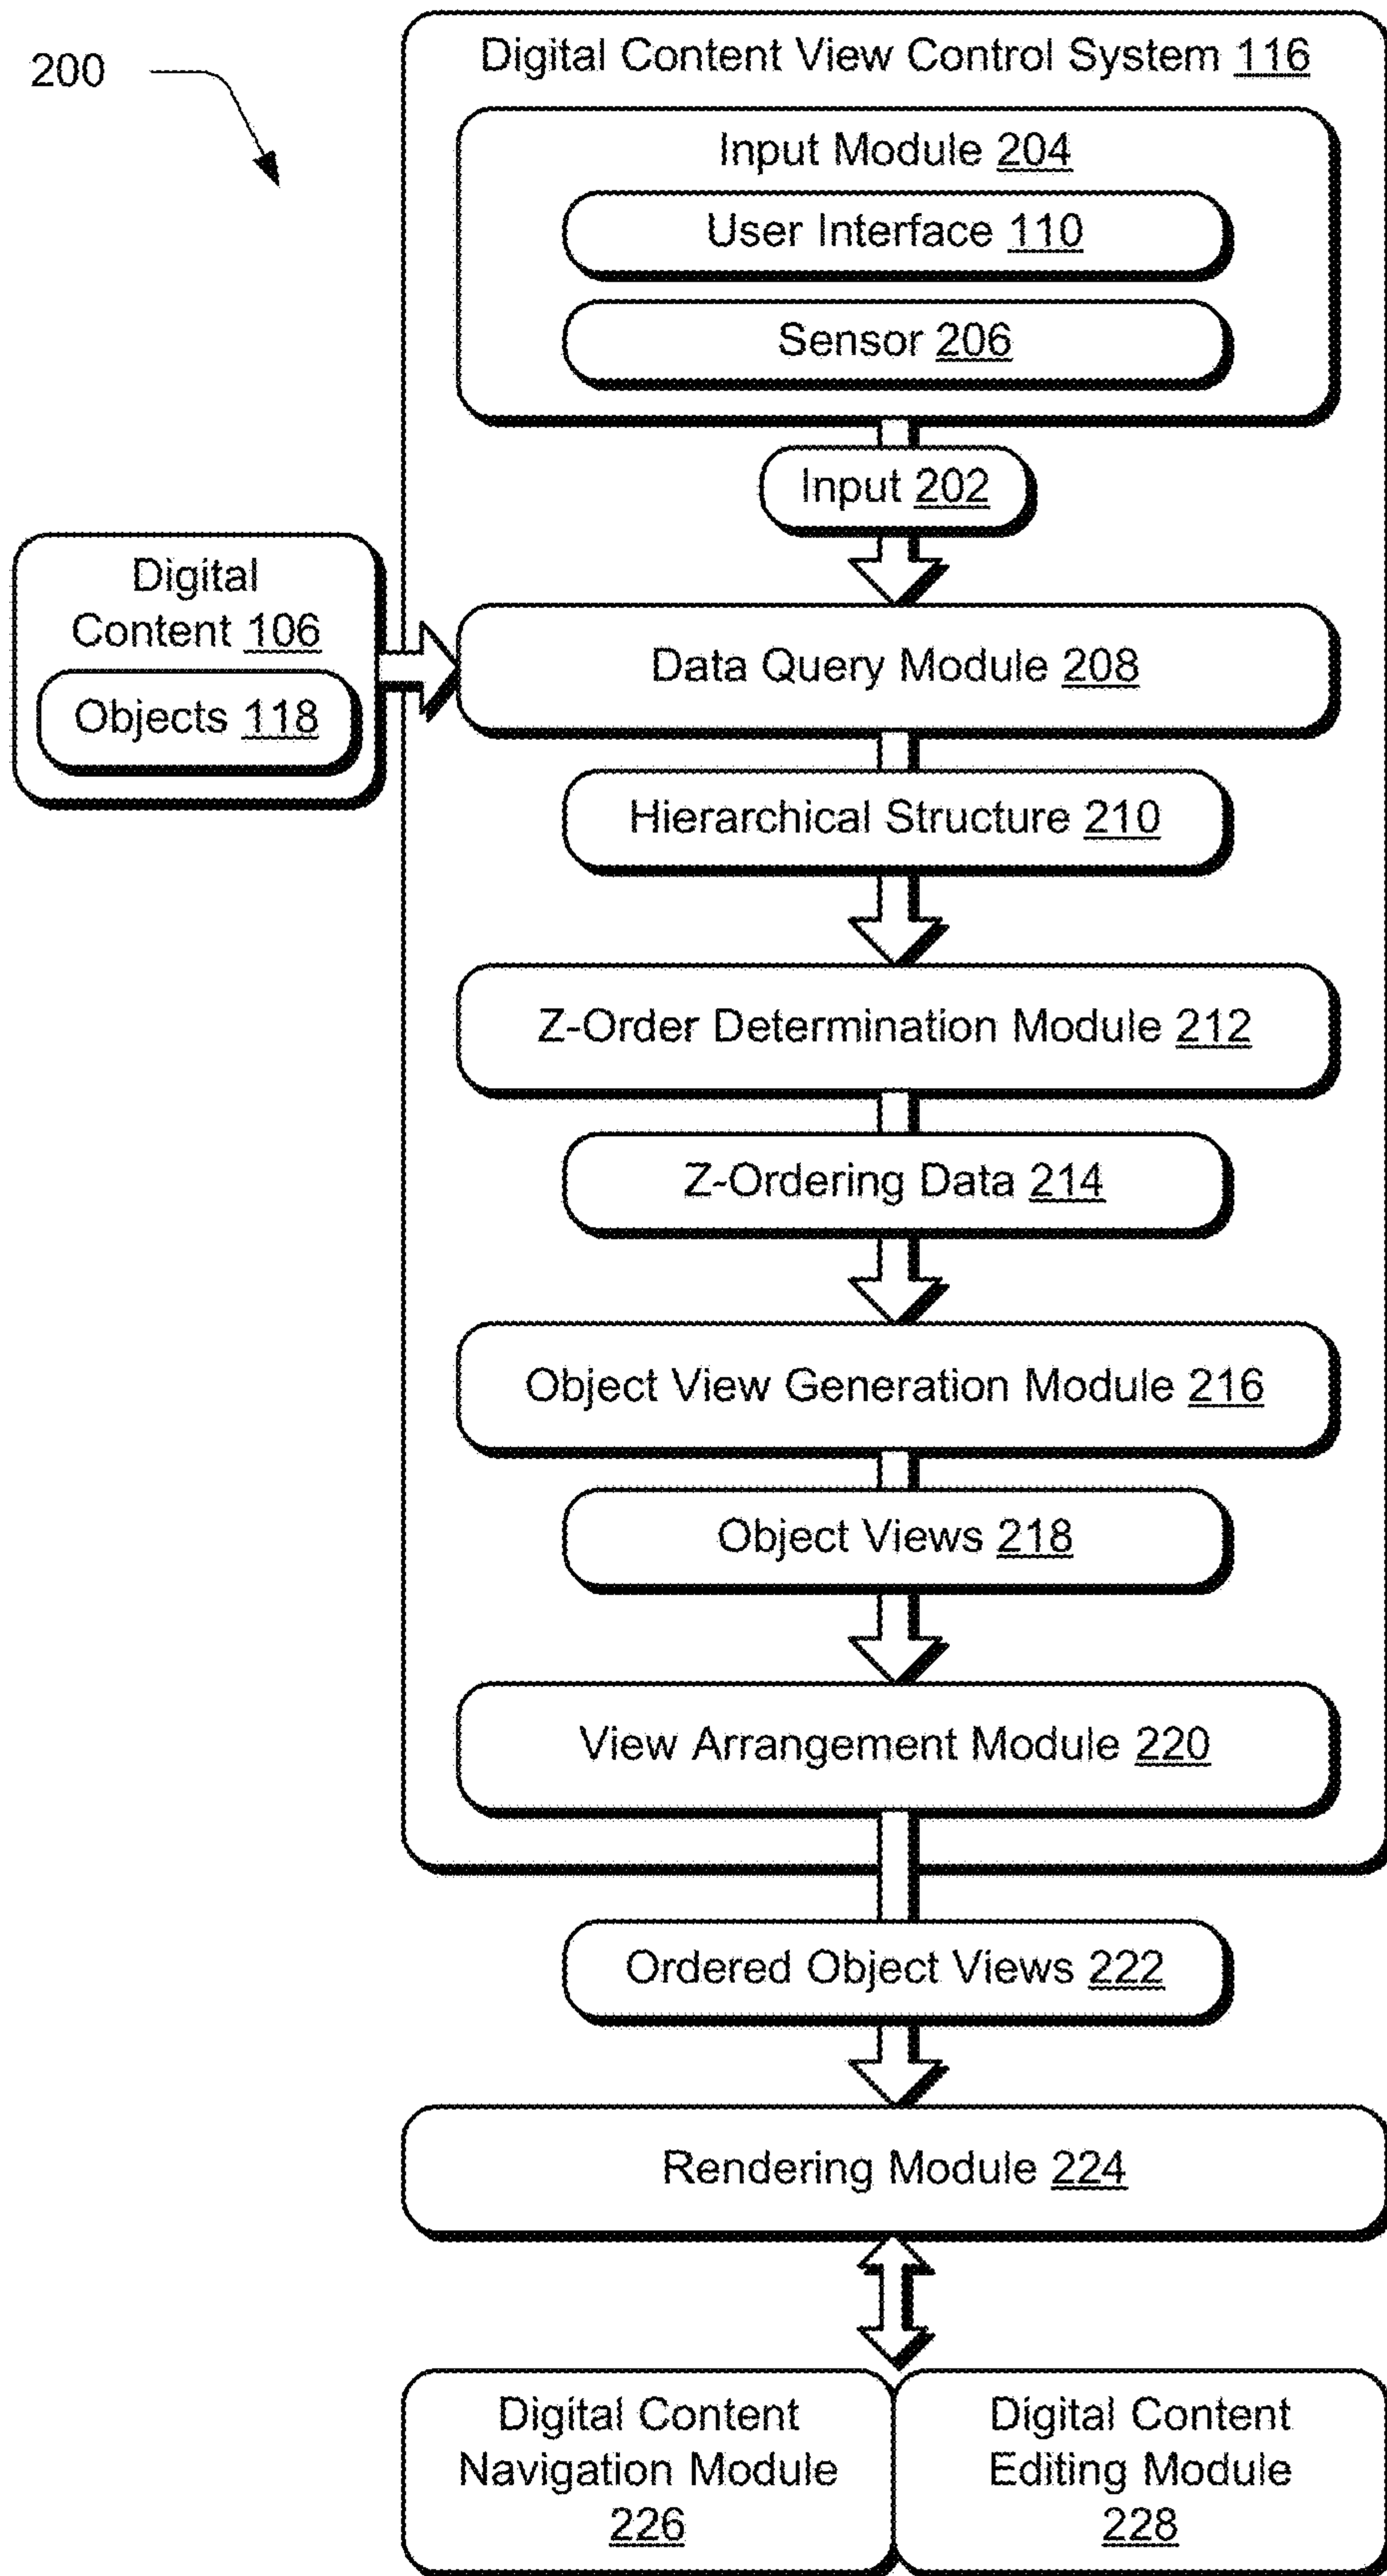 200
Digital Content View Control System 116
Input Module 204
User Interface 110
Sensor 206
Input 202
Digital
Content 106
Objects 118
Data Query Module 208
Hierarchical Structure 210
Z-Order Determination Module 212
Z-Ordering Data 214
Object View Generation Module 216
Object Views 218
View Arrangement Module 220
Ordered Object Views 222
Rendering Module 224
Digital Content
Navigation Module
226
Digital Content
Editing Module
228